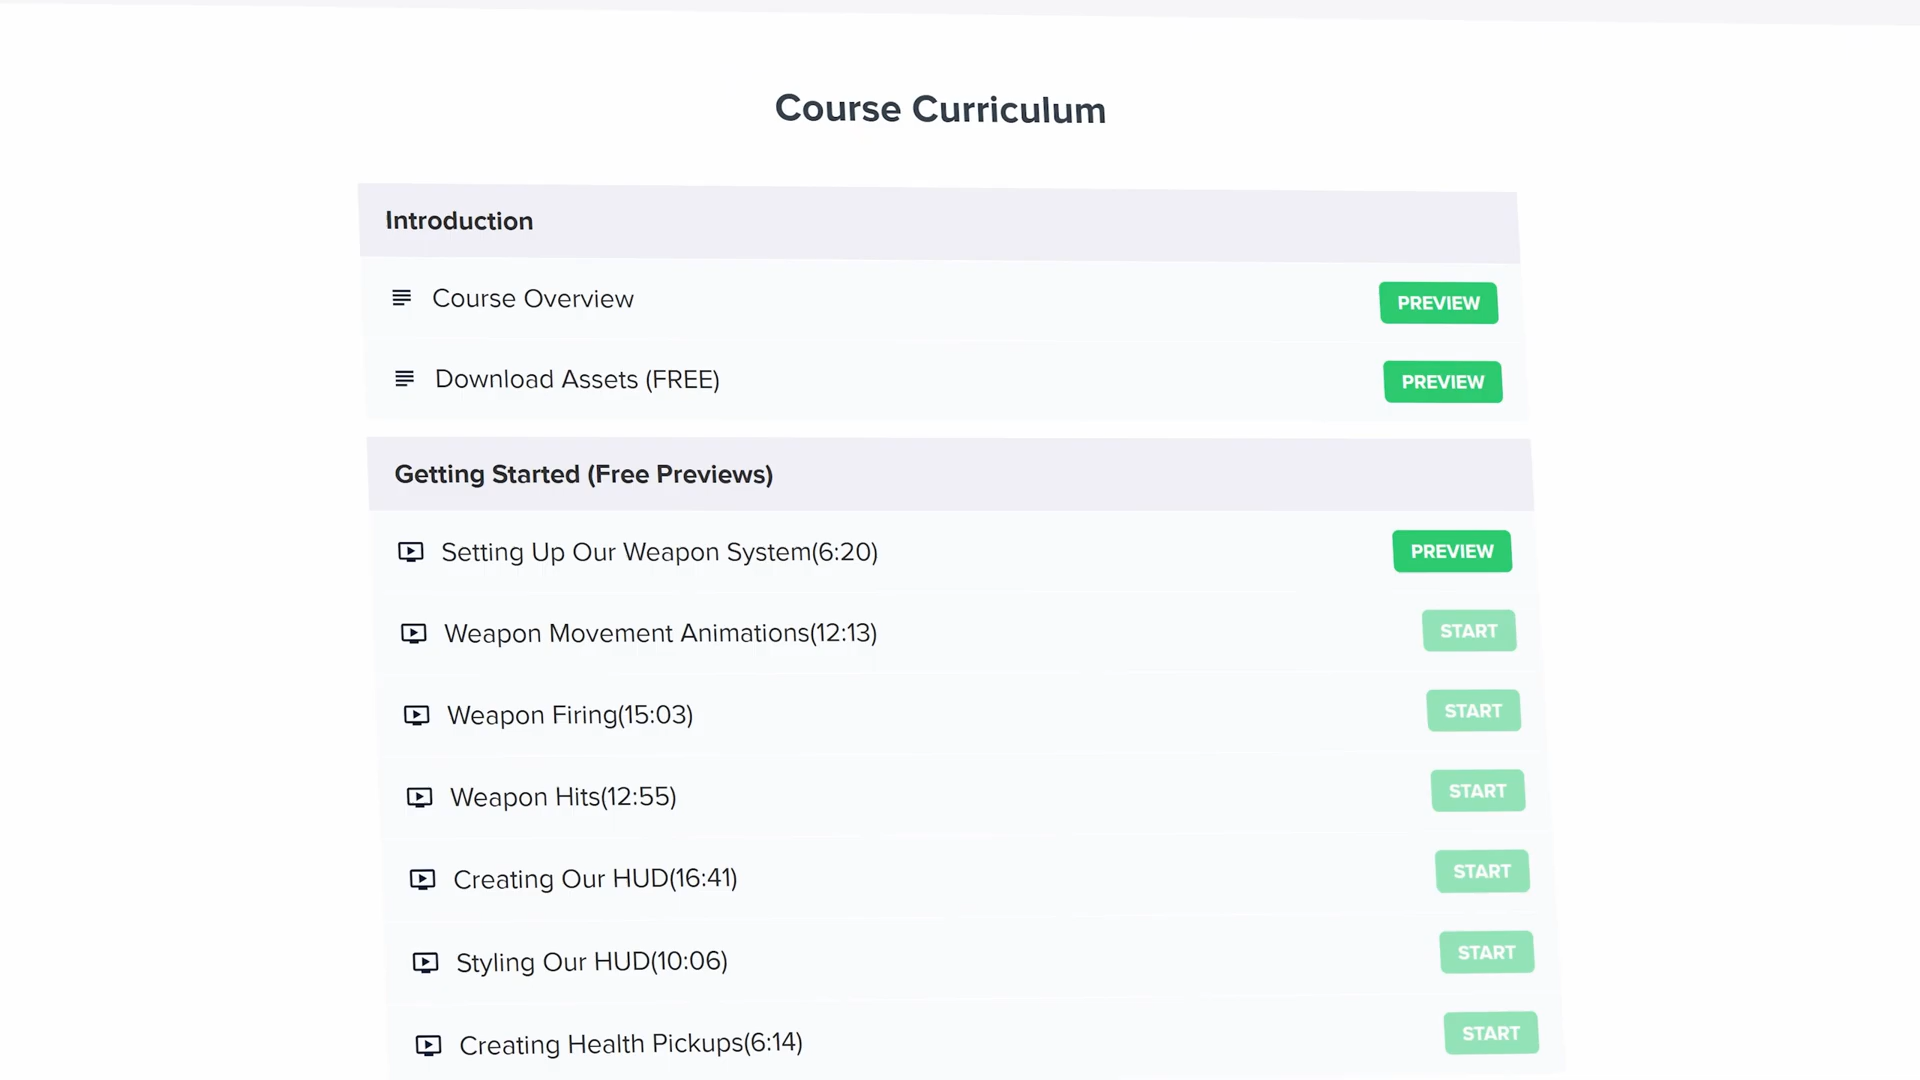 Course Curriculum
Introduction
Course Overview PREVIEW
Download Assets (FREE) PREVIEW
Getting Started (Free Previews)
Setting Up Our Weapon System(6:20) PREVIEW
Weapon Movement Animations(12:13) START
Weapon Firing(15:03) START
Weapon Hits(12:55) START
Creating Our HUD(16:41) START
Styling Our HUD(10:06) START
Creating Health Pickups(6:14) START